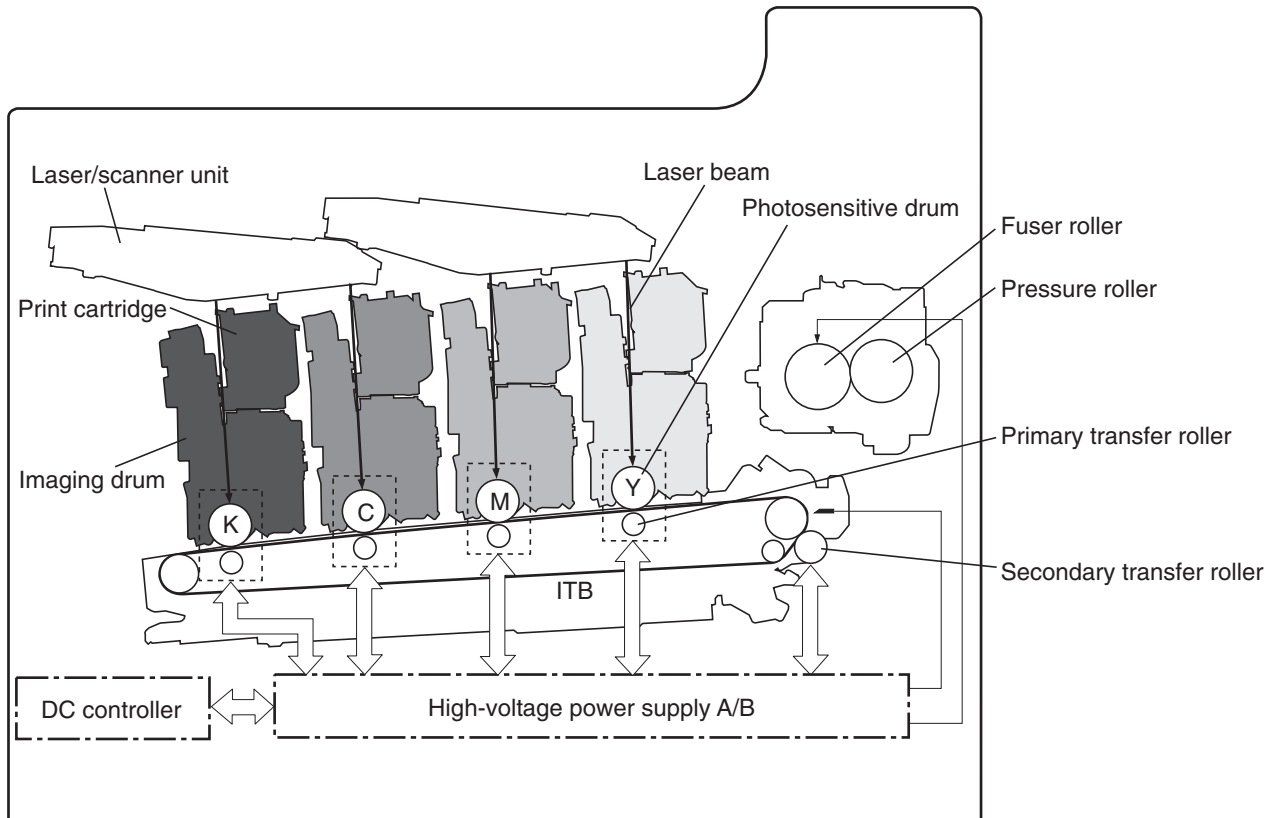 Laser/scanner unit
Laser beam
Photosensitive drum
Fuser roller
Pressure roller
Print cartridge
Primary transfer roller
Imaging drum
K
C
M
Y
ITB
Secondary transfer roller
DC controller
High-voltage power supply A/B